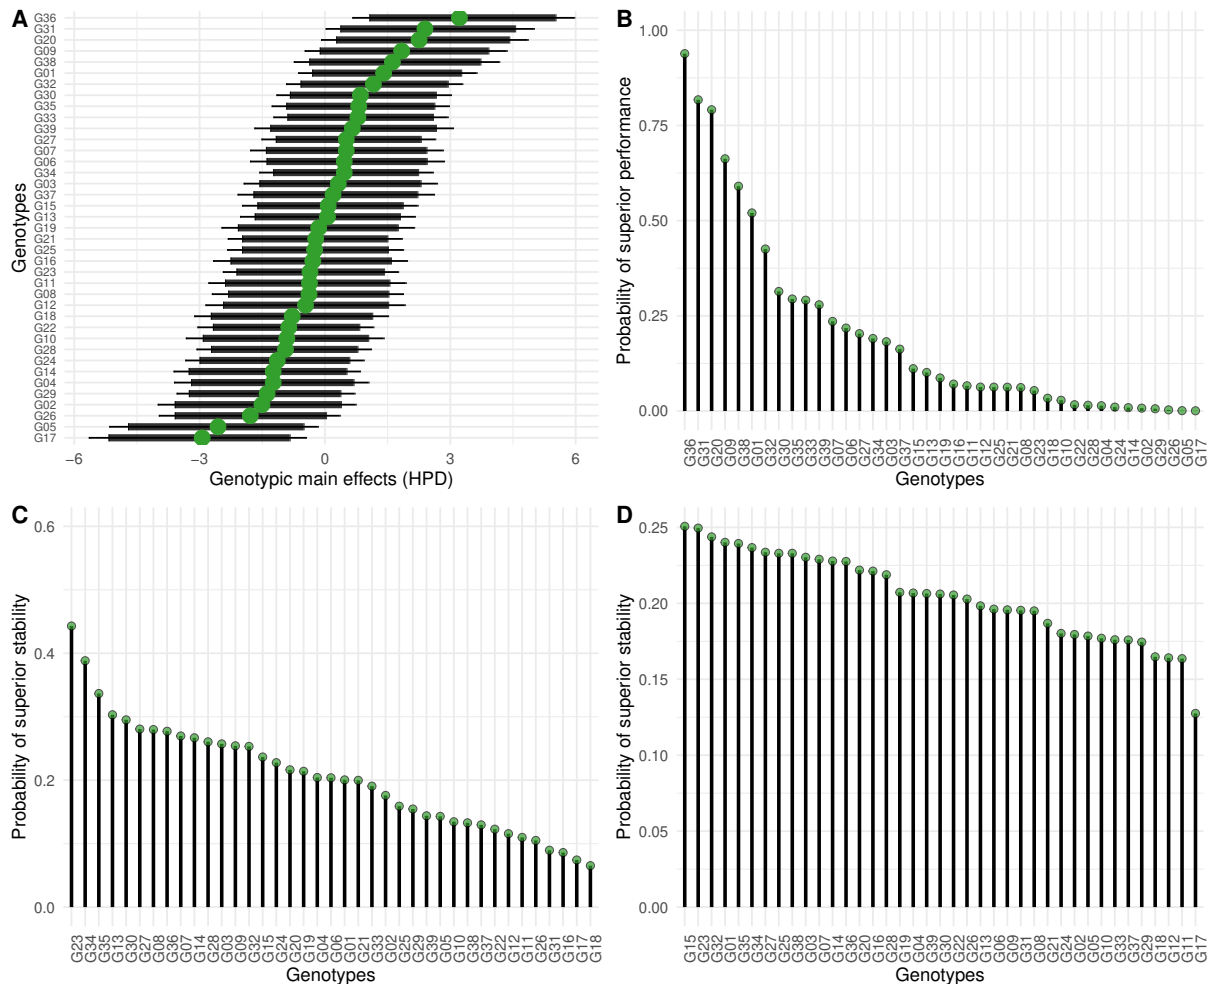 A
Genotypes
G36
G31
G20
G09
G38
G01
G32
G30
G35
G33
G39
G27
G07
G06
G34
G03
G37
G15
G13
G19
G21
G25
G16
G23
G11
G08
G12
G18
G22
G10
G28
G24
G14
G04
G29
G02
G26
G05
G17
−6 −3 0 3 6
Genotypic main effects (HPD)
B
Probability of superior performance
1.00
0.75
0.50
0.25
0.00
G36 G31 G20 G09 G38 G01 G32 G30 G35 G33 G39 G07 G06 G27 G34 G03 G37 G15 G13 G19 G16 G11 G12 G25 G21 G08 G23 G18 G10 G22 G28 G04 G24 G14 G02 G29 G26 G05 G17
Genotypes
C
Probability of superior stability
0.6
0.4
0.2
0.0
G23 G34 G35 G13 G30 G27 G08 G36 G07 G14 G28 G03 G09 G32 G15 G24 G20 G19 G04 G06 G01 G21 G33 G02 G25 G29 G39 G05 G10 G38 G37 G22 G12 G11 G26 G31 G16 G17 G18
Genotypes
D
Probability of superior stability
0.25
0.20
0.15
0.10
0.05
0.00
G15 G23 G32 G01 G35 G34 G27 G25 G38 G03 G07 G14 G36 G20 G16 G28 G19 G04 G39 G30 G22 G26 G13 G06 G09 G31 G08 G21 G24 G02 G05 G10 G33 G37 G29 G18 G12 G11 G17
Genotypes